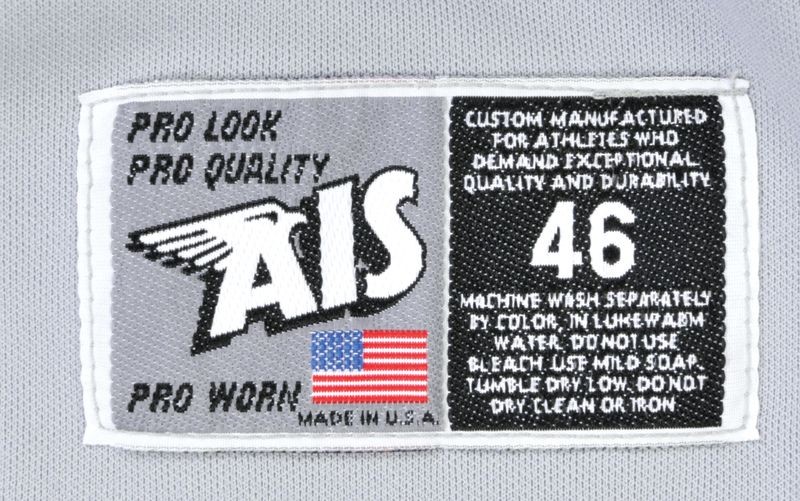 PRO LOOK
PRO QUALITY
AIS
PRO WORN
MADE IN U.S.A.
CUSTOM MANUFACTURED
FOR ATHLETES WHO
DEMAND EXCEPTIONAL
QUALITY AND DURABILITY
46
MACHINE WASH SEPARATELY
BY COLOR, IN LUKEWARM
WATER. DO NOT USE
BLEACH. USE MILD SOAP.
TUMBLE DRY LOW. DO NOT
DRY CLEAN OR IRON